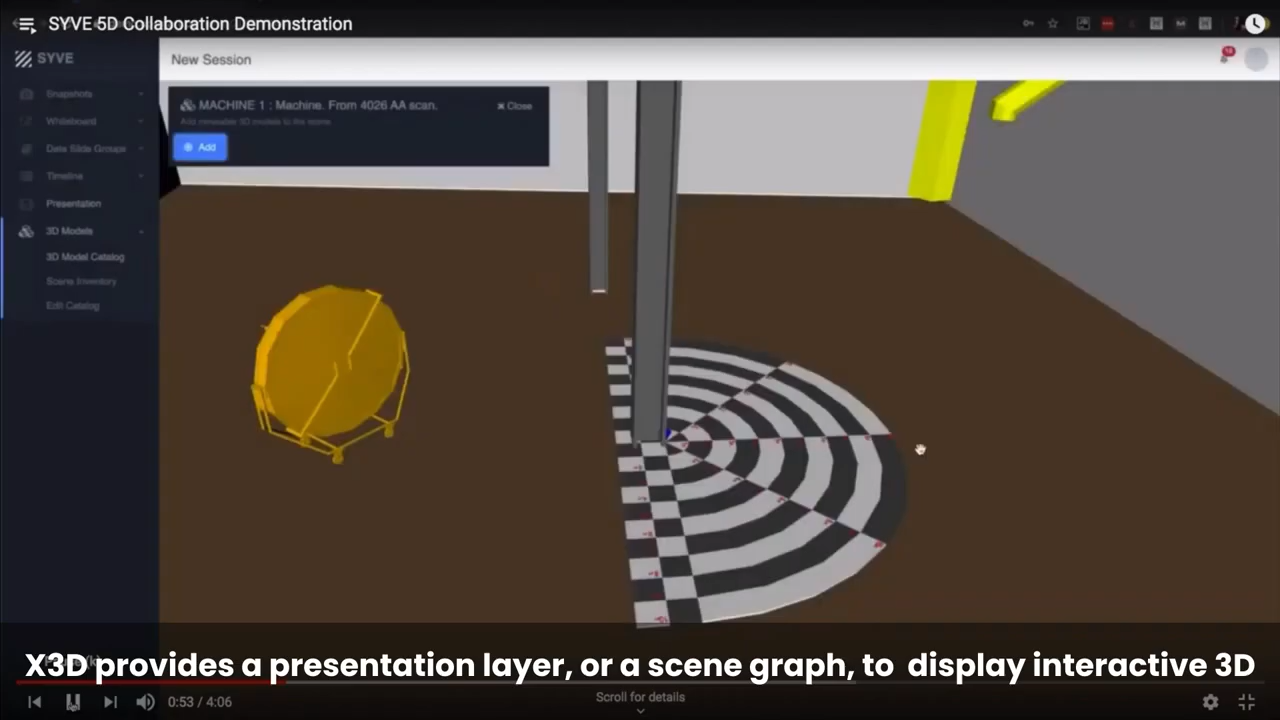 SYVE 5D Collaboration Demonstration
SYVE
New Session
Snapshots
Whiteboard
Data Slide Groups
Timeline
Presentation
3D Models
3D Model Catalog
Scene Inventory
Edit Catalog
MACHINE 1 : Machine. From 4026 AA scan.
Close
Add
X3D provides a presentation layer, or a scene graph, to display interactive 3D
0:53 / 4:06
Scroll for details